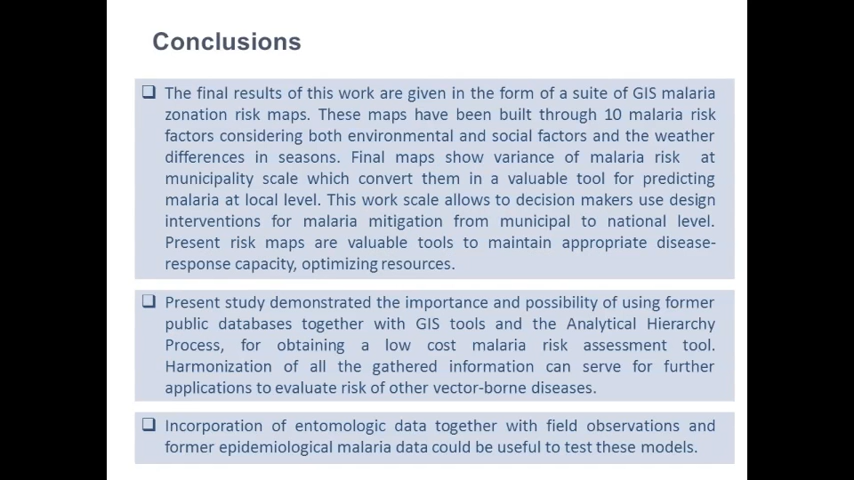 Conclusions
❑ The final results of this work are given in the form of a suite of GIS malaria
zonation risk maps. These maps have been built through 10 malaria risk
factors considering both environmental and social factors and the weather
differences in seasons. Final maps show variance of malaria risk at
municipality scale which convert them in a valuable tool for predicting
malaria at local level. This work scale allows to decision makers use design
interventions for malaria mitigation from municipal to national level.
Present risk maps are valuable tools to maintain appropriate disease-
response capacity, optimizing resources.
❑ Present study demonstrated the importance and possibility of using former
public databases together with GIS tools and the Analytical Hierarchy
Process, for obtaining a low cost malaria risk assessment tool.
Harmonization of all the gathered information can serve for further
applications to evaluate risk of other vector-borne diseases.
❑ Incorporation of entomologic data together with field observations and
former epidemiological malaria data could be useful to test these models.